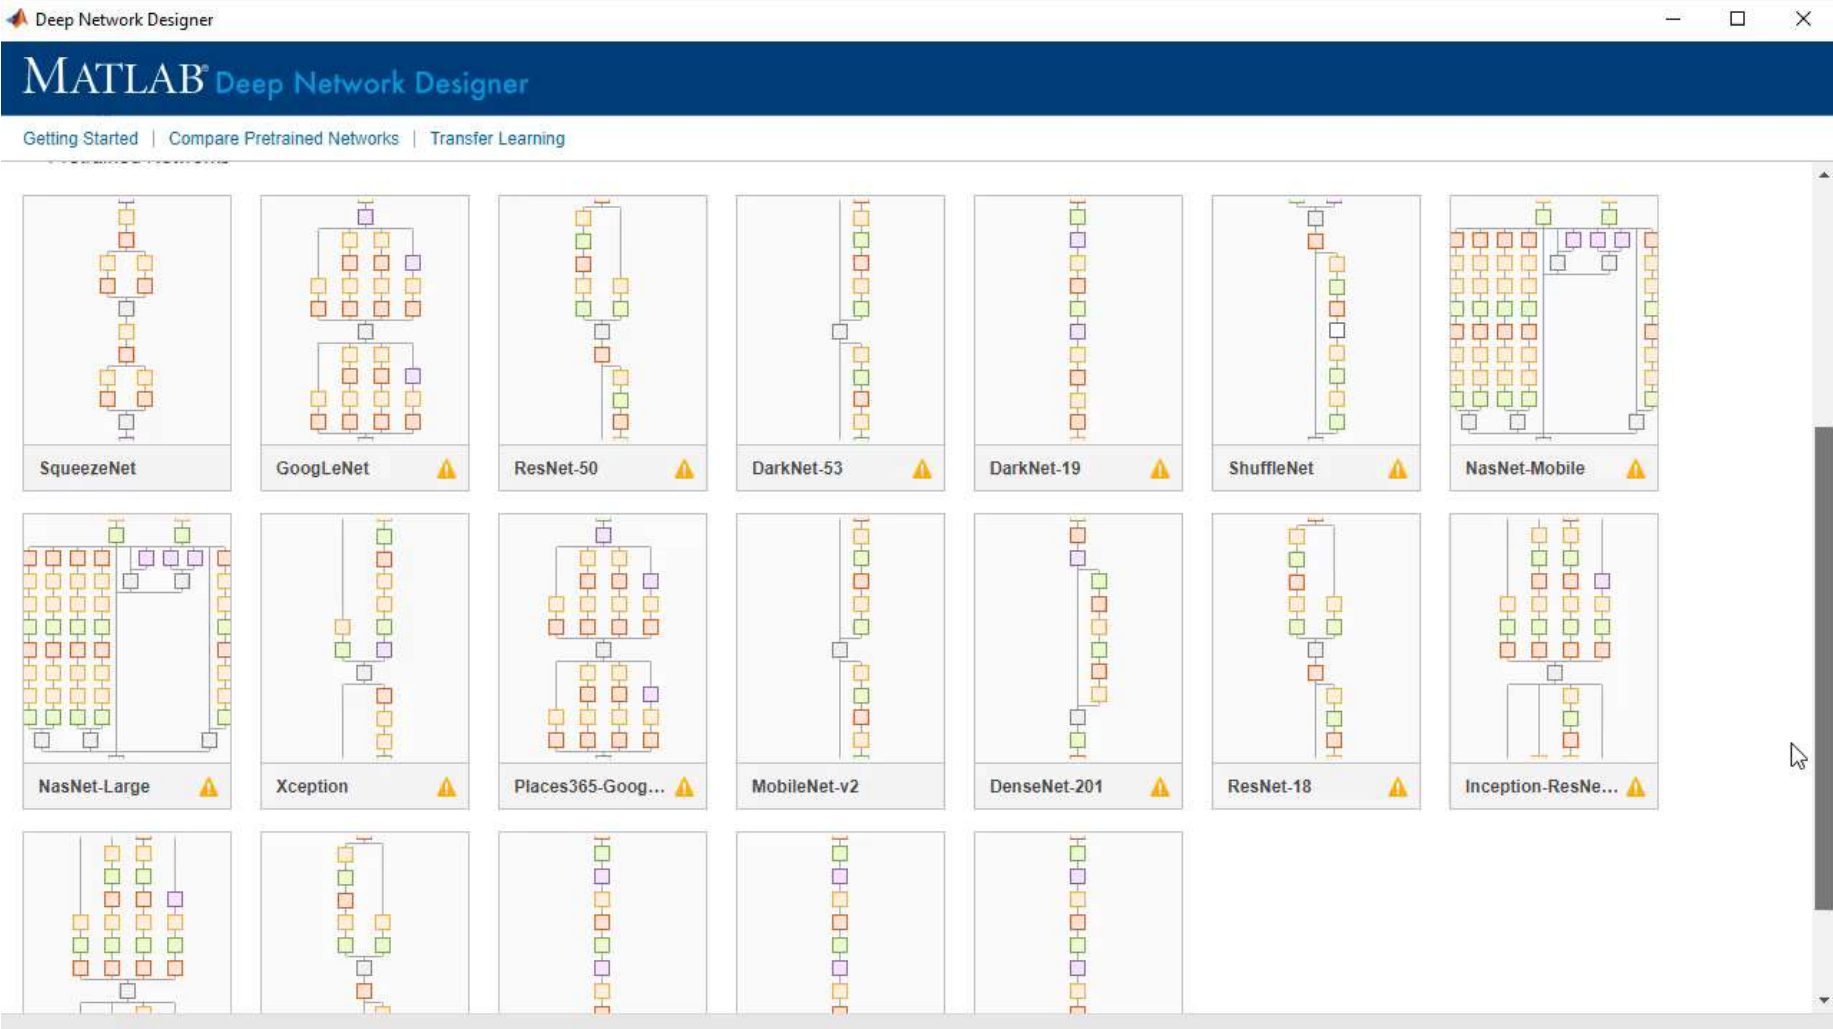 Deep Network Designer
MATLAB® Deep Network Designer
Getting Started | Compare Pretrained Networks | Transfer Learning
Pretrained Networks
SqueezeNet
GoogLeNet
ResNet-50
DarkNet-53
DarkNet-19
ShuffleNet
NasNet-Mobile
NasNet-Large
Xception
Places365-Goog...
MobileNet-v2
DenseNet-201
ResNet-18
Inception-ResNe...